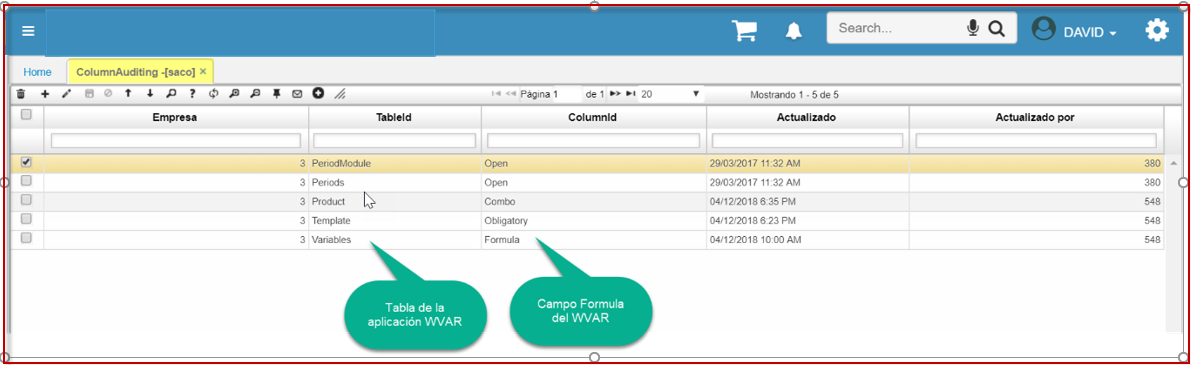 Search...
DAVID
Home
ColumnAuditing -[saco] ×
Página 1 de 1 20 Mostrando 1 - 5 de 5
Empresa TableId ColumnId Actualizado Actualizado por
3 PeriodModule Open 29/03/2017 11:32 AM 380
3 Periods Open 29/03/2017 11:32 AM 380
3 Product Combo 04/12/2018 6:35 PM 548
3 Template Obligatory 04/12/2018 6:23 PM 548
3 Variables Formula 04/12/2018 10:00 AM 548
Tabla de la
aplicación WVAR
Campo Formula
del WVAR